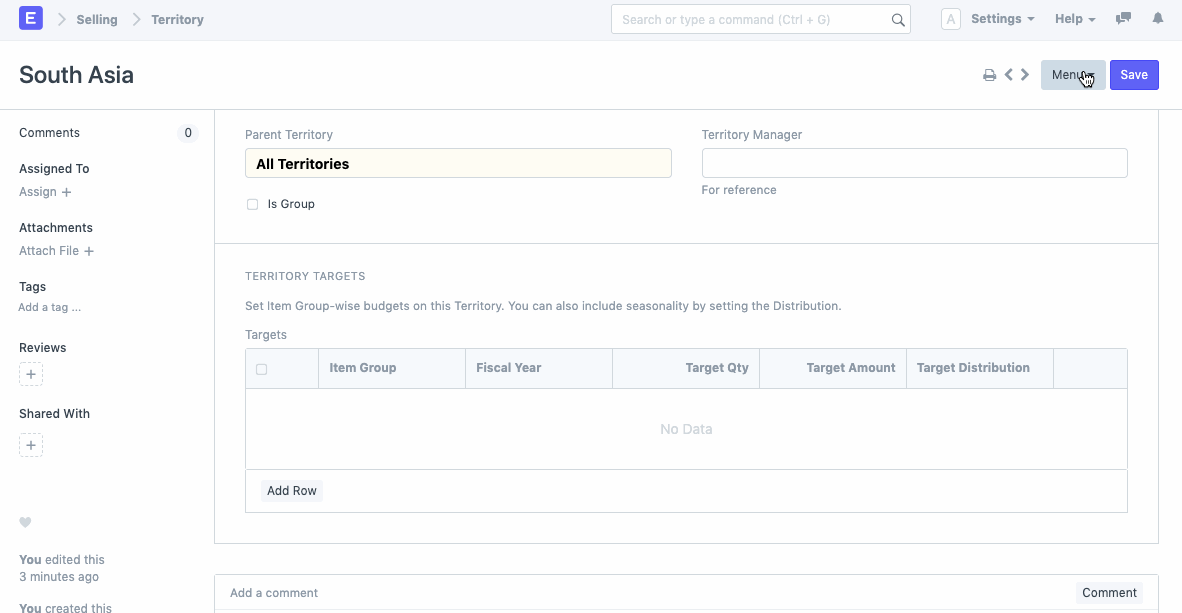 E Selling Territory
Search or type a command (Ctrl + G)
A Settings Help
South Asia
Menu Save
Comments 0
Assigned To
Assign +
Attachments
Attach File +
Tags
Add a tag ...
Reviews
+
Shared With
+
You edited this
3 minutes ago
You created this
Parent Territory
All Territories
Is Group
Territory Manager
For reference
TERRITORY TARGETS
Set Item Group-wise budgets on this Territory. You can also include seasonality by setting the Distribution.
Targets
Item Group Fiscal Year Target Qty Target Amount Target Distribution
No Data
Add Row
Add a comment Comment